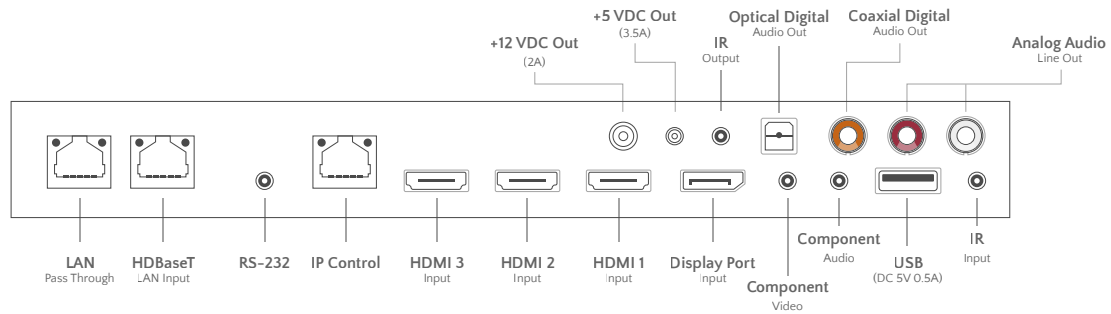 +5 VDC Out
(3.5A)
Optical Digital
Audio Out
Coaxial Digital
Audio Out
+12 VDC Out
(2A)
IR
Output
Analog Audio
Line Out
LAN
Pass Through
HDBaseT
LAN Input
RS-232
IP Control
HDMI 3
Input
HDMI 2
Input
HDMI 1
Input
Display Port
Input
Component
Video
Component
Audio
USB
(DC 5V 0.5A)
IR
Input